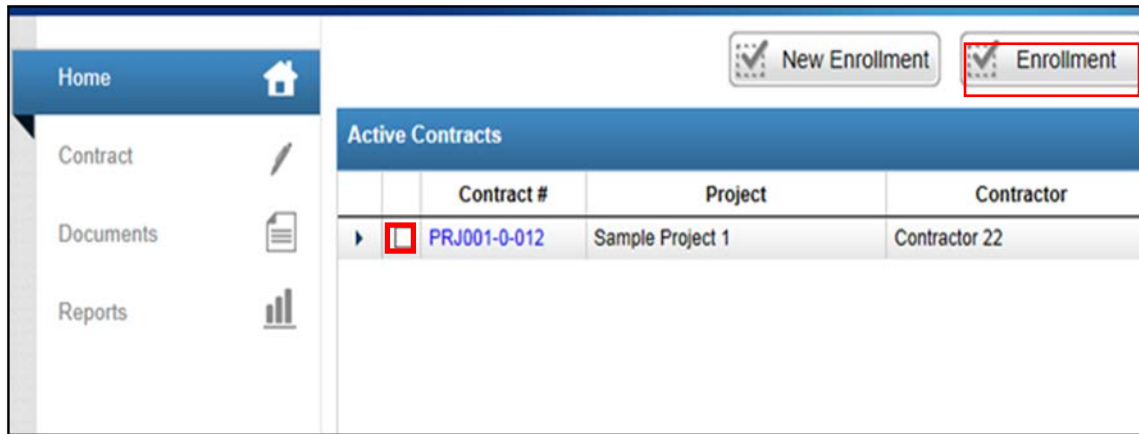 New Enrollment
Enrollment
Home
Contract
Documents
Reports
Active Contracts
Contract # Project Contractor
PRJ001-0-012 Sample Project 1 Contractor 22